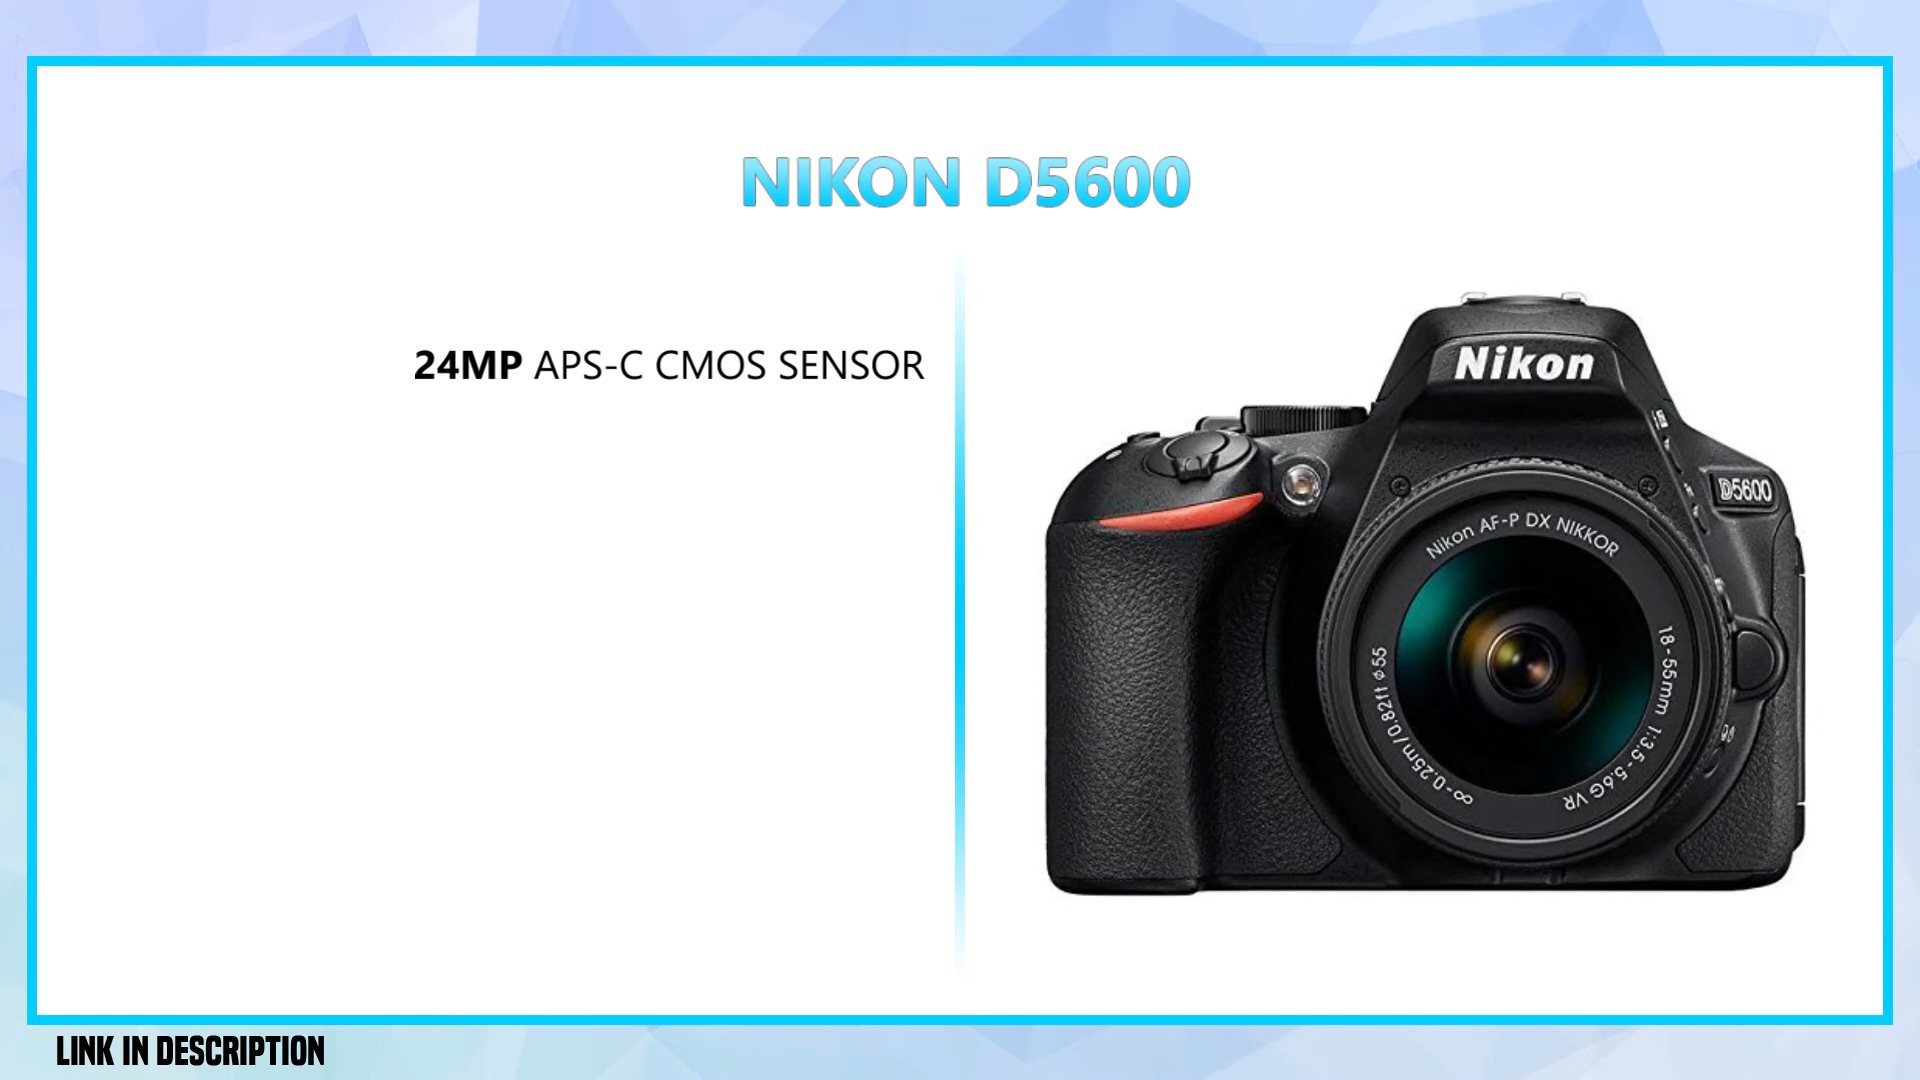 NIKON D5600
24MP APS-C CMOS SENSOR
Nikon
D5600
Nikon AF-P DX NIKKOR
18-55mm 1:3.5-5.6G VR
∞-0.25m/0.82ft ⌀55
LINK IN DESCRIPTION